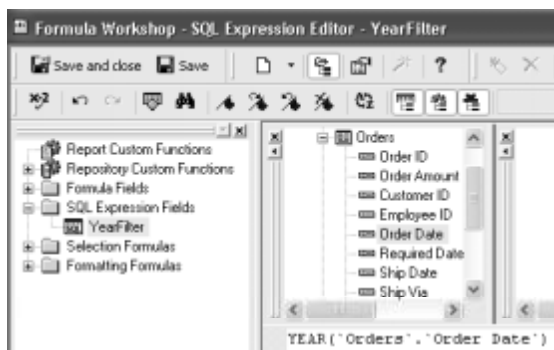 Formula Workshop - SQL Expression Editor - YearFilter
Save and close Save
x+2
Report Custom Functions
Repository Custom Functions
Formula Fields
SQL Expression Fields
YearFilter
Selection Formulas
Formatting Formulas
Orders
Order ID
Order Amount
Customer ID
Employee ID
Order Date
Required Date
Ship Date
Ship Via
YEAR(`Orders`.`Order Date`)